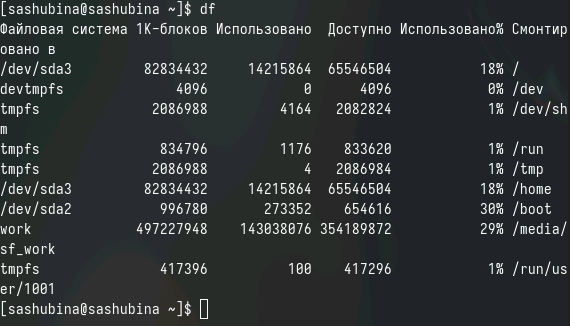 [sashubina@sashubina ~]$ df
Файловая система 1K-блоков Использовано  Доступно Использовано% Смонтир
овано в
/dev/sda3         82834432     14215864  65546504           18% /
devtmpfs              4096            0      4096            0% /dev
tmpfs              2086988         4164   2082824            1% /dev/sh
m
tmpfs               834796         1176    833620            1% /run
tmpfs              2086988            4   2086984            1% /tmp
/dev/sda3         82834432     14215864  65546504           18% /home
/dev/sda2           996780       273352    654616           30% /boot
work             497227948    143038076 354189872           29% /media/
sf_work
tmpfs               417396          100    417296            1% /run/us
er/1001
[sashubina@sashubina ~]$